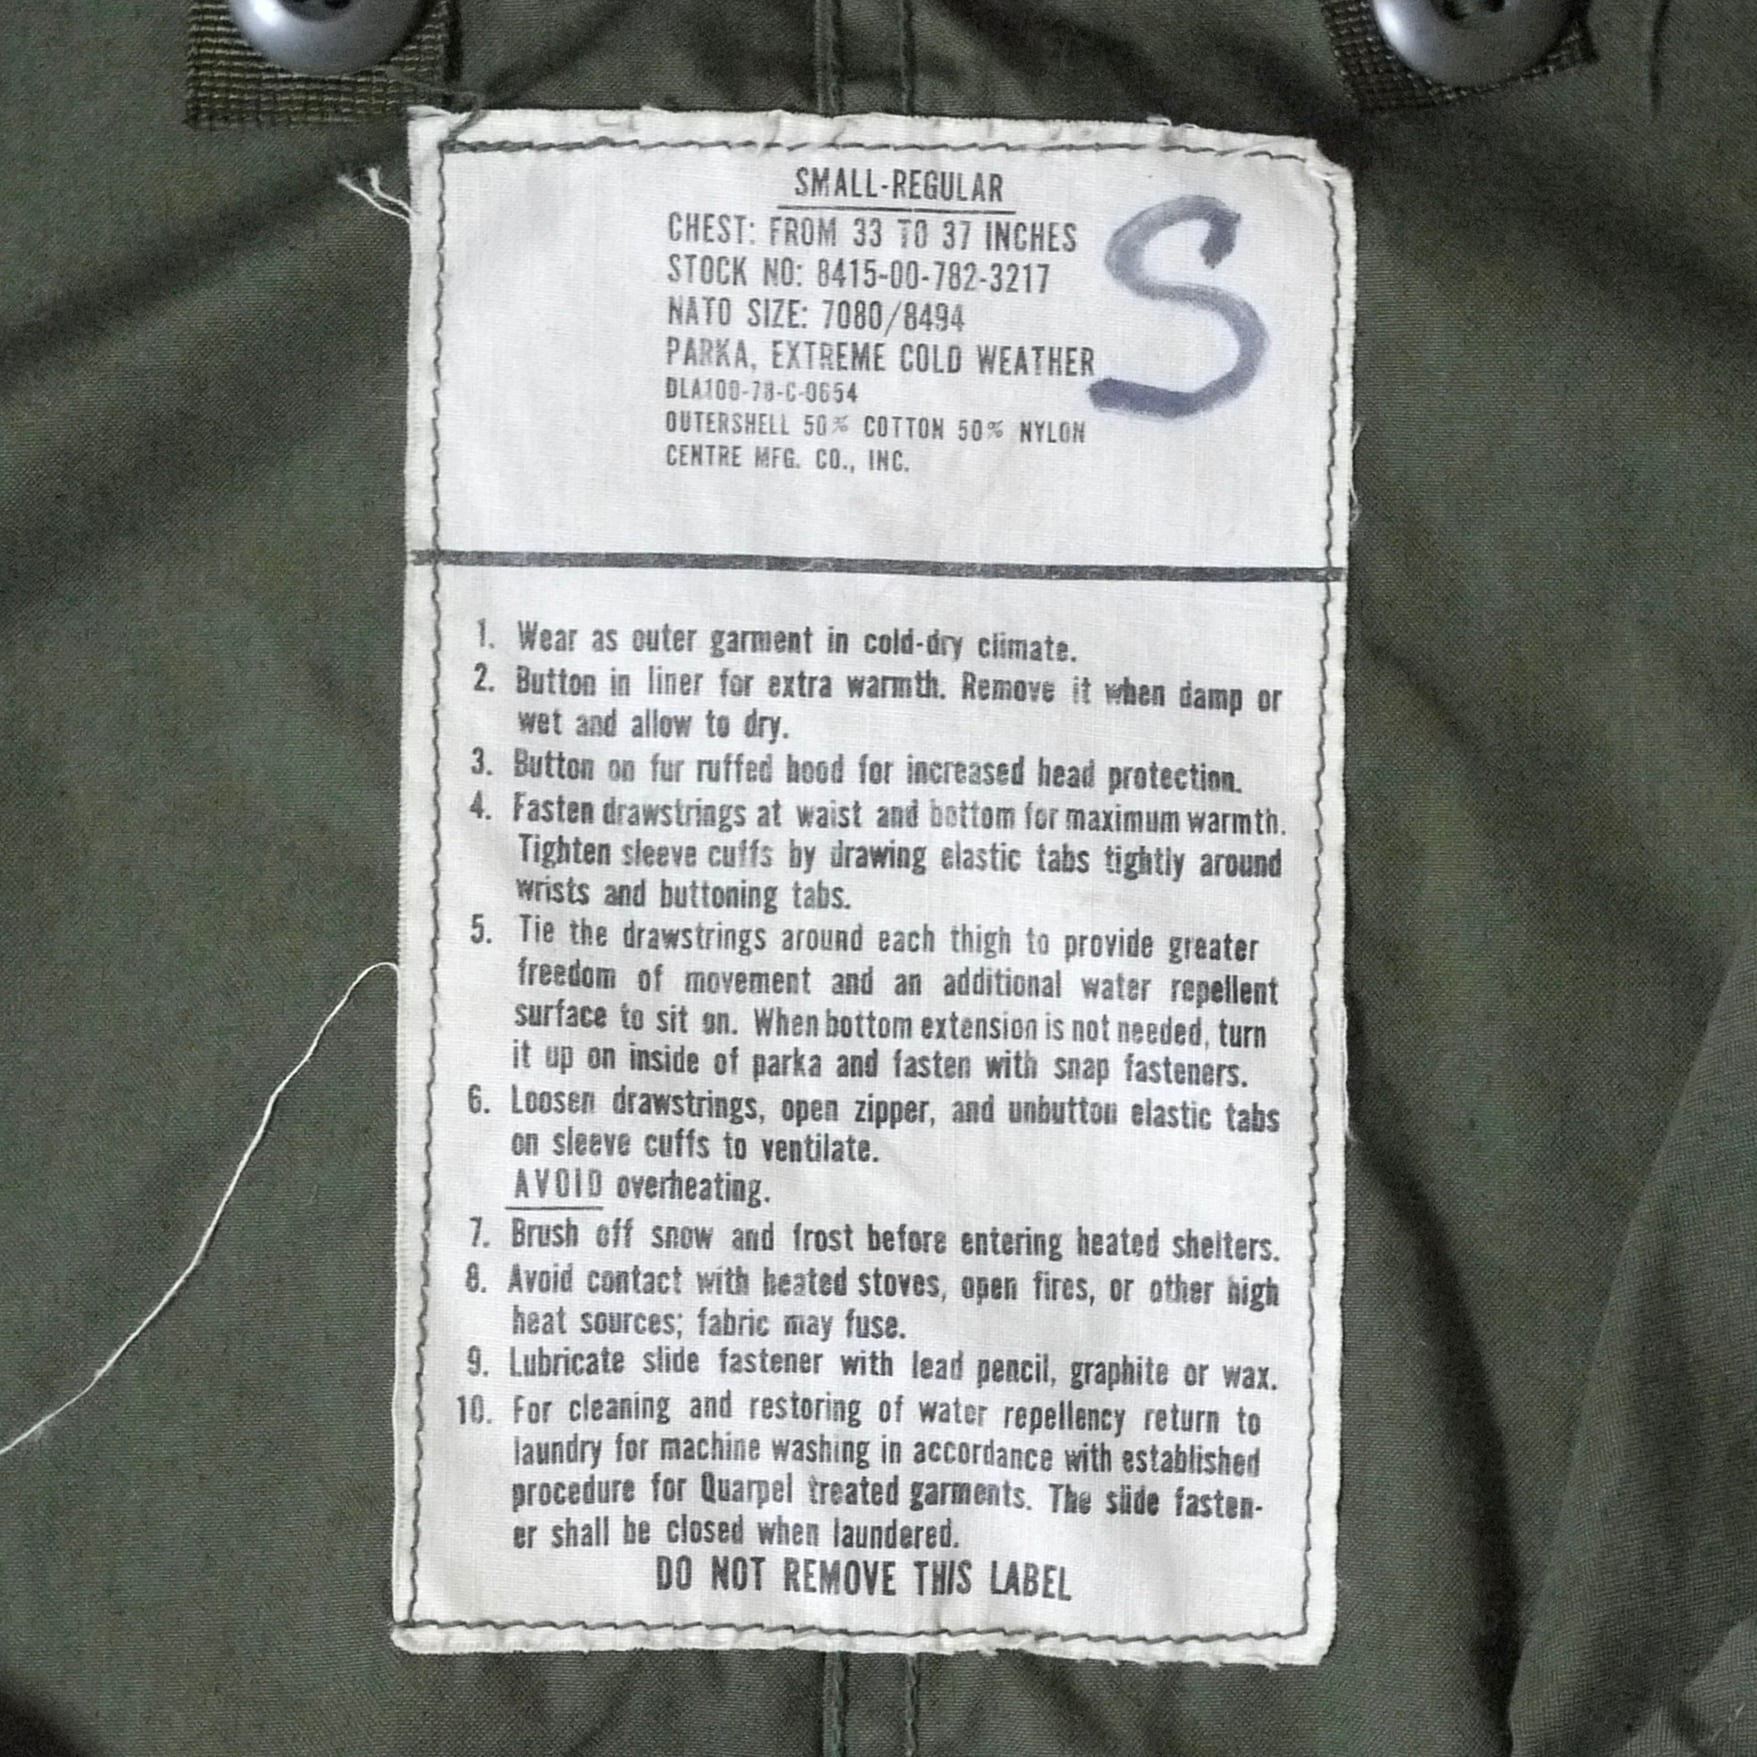 SMALL-REGULAR
S
CHEST: FROM 33 TO 37 INCHES
STOCK NO: 8415-00-782-3217
NATO SIZE: 7080/8494
PARKA, EXTREME COLD WEATHER
DLA100-78-C-0654
OUTERSHELL 50% COTTON 50% NYLON
CENTRE MFG. CO., INC.
1. Wear as outer garment in cold-dry climate.
2. Button in liner for extra warmth. Remove it when damp or
wet and allow to dry.
3. Button on fur ruffed hood for increased head protection.
4. Fasten drawstrings at waist and bottom for maximum warmth.
Tighten sleeve cuffs by drawing elastic tabs tightly around
wrists and buttoning tabs.
5. Tie the drawstrings around each thigh to provide greater
freedom of movement and an additional water repellent
surface to sit on. When bottom extension is not needed, turn
it up on inside of parka and fasten with snap fasteners.
6. Loosen drawstrings, open zipper, and unbutton elastic tabs
on sleeve cuffs to ventilate.
AVOID overheating.
7. Brush off snow and frost before entering heated shelters.
8. Avoid contact with heated stoves, open fires, or other high
heat sources; fabric may fuse.
9. Lubricate slide fastener with lead pencil, graphite or wax.
10. For cleaning and restoring of water repellency return to
laundry for machine washing in accordance with established
procedure for Quarpel treated garments. The slide fasten-
er shall be closed when laundered.
DO NOT REMOVE THIS LABEL